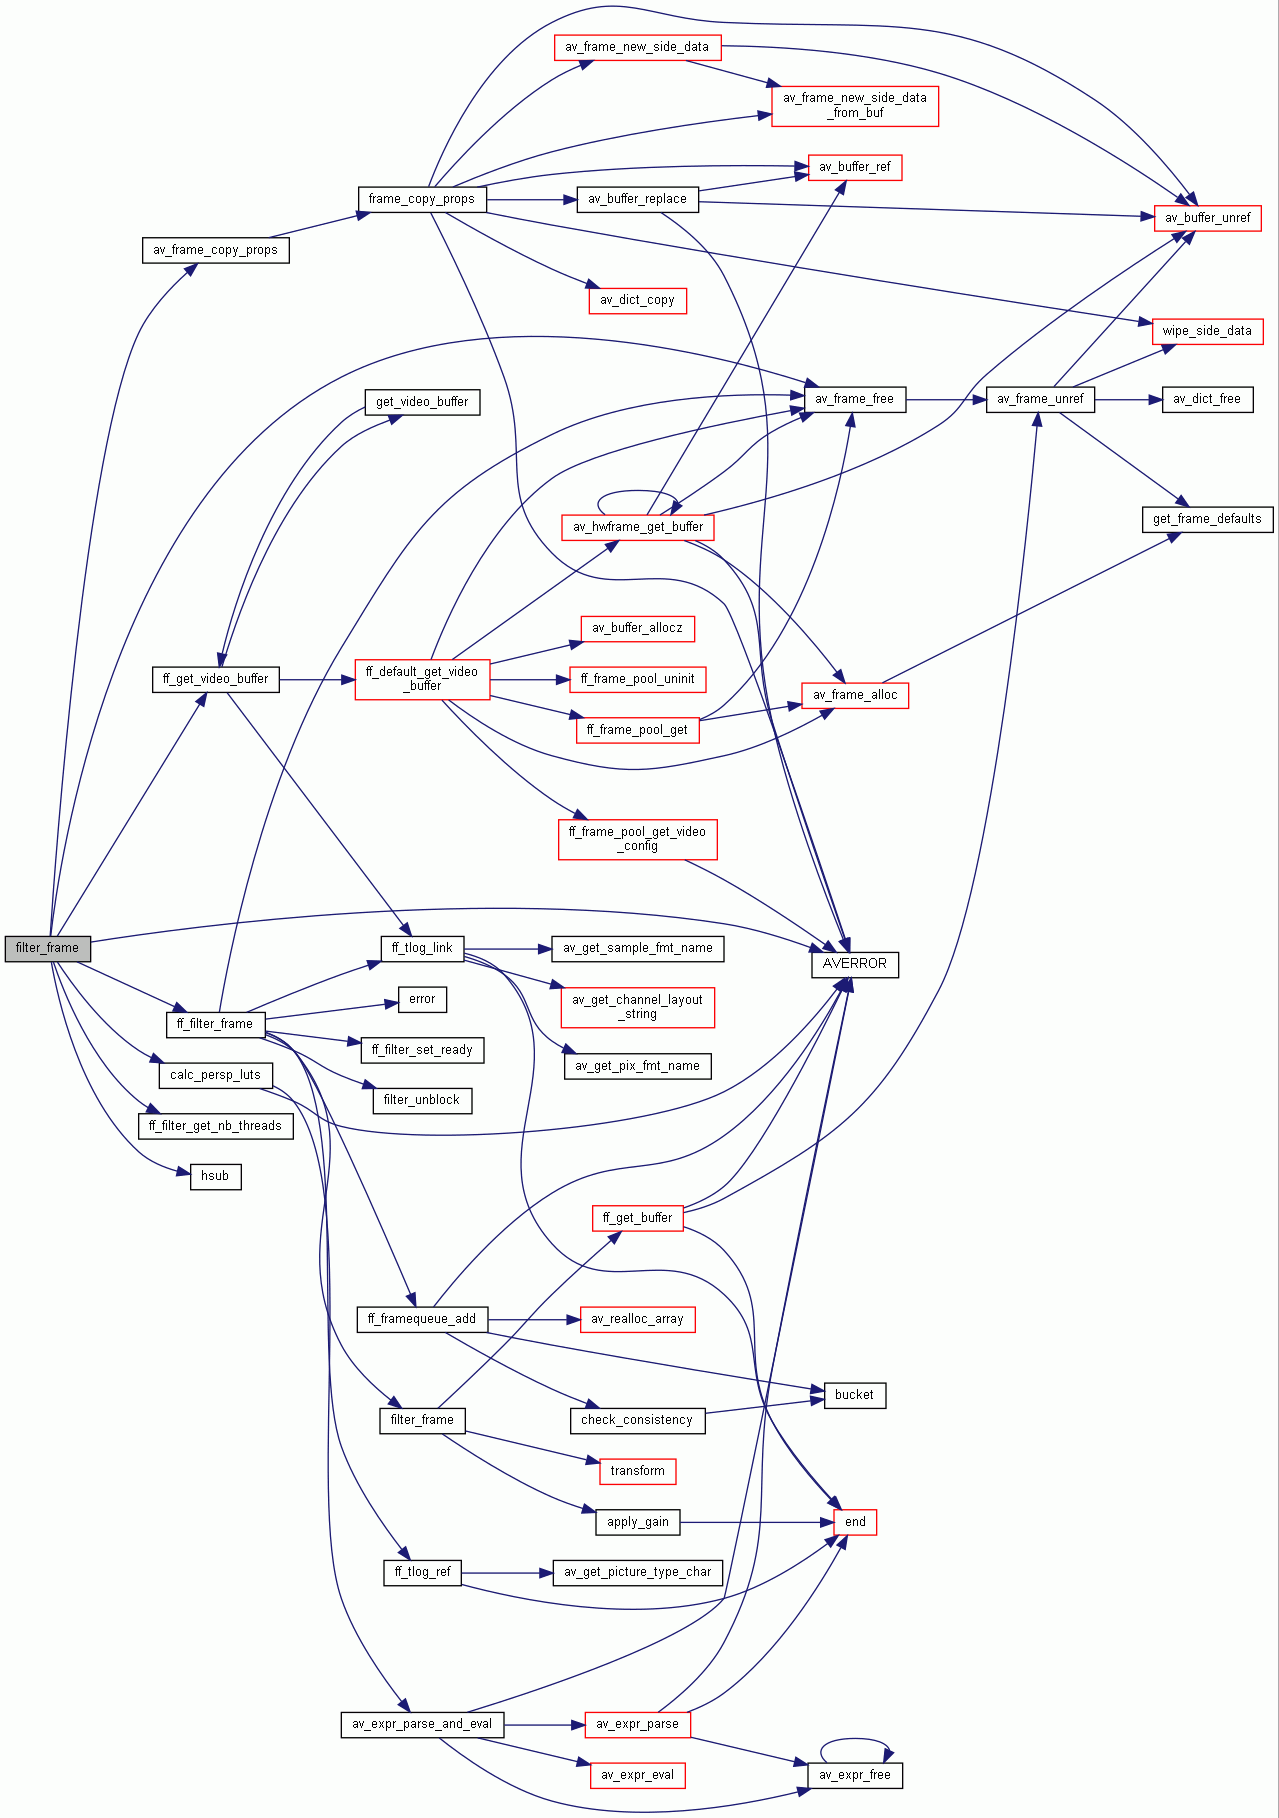 av_frame_new_side_data
av_frame_new_side_data
_from_buf
av_buffer_ref
frame_copy_props
av_buffer_replace
av_buffer_unref
av_frame_copy_props
av_dict_copy
wipe_side_data
get_video_buffer
av_frame_free
av_frame_unref
av_dict_free
av_hwframe_get_buffer
get_frame_defaults
av_buffer_allocz
ff_get_video_buffer
ff_default_get_video
_buffer
ff_frame_pool_uninit
av_frame_alloc
ff_frame_pool_get
ff_frame_pool_get_video
_config
filter_frame
ff_tlog_link
av_get_sample_fmt_name
AVERROR
error
av_get_channel_layout
_string
ff_filter_frame
ff_filter_set_ready
av_get_pix_fmt_name
calc_persp_luts
filter_unblock
ff_filter_get_nb_threads
hsub
ff_get_buffer
ff_framequeue_add
av_realloc_array
bucket
filter_frame
check_consistency
transform
apply_gain
end
ff_tlog_ref
av_get_picture_type_char
av_expr_parse_and_eval
av_expr_parse
av_expr_eval
av_expr_free